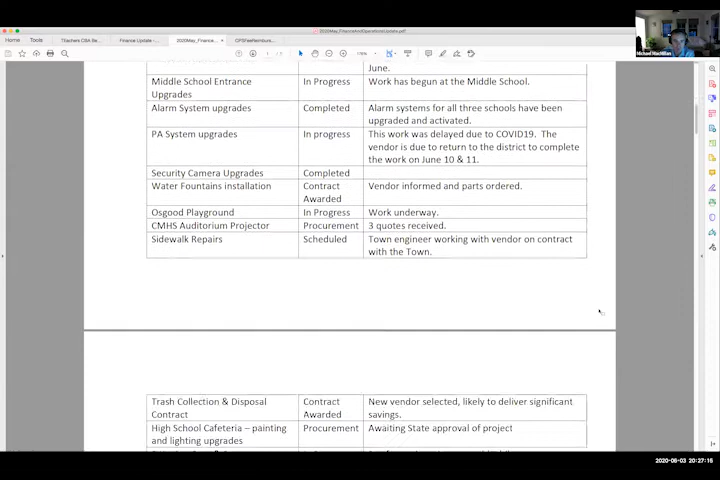 2020May_FinanceAndOperationsUpdate.pdf
Home
Tools
Finance Update -...
2020May_Finance...
CPSFeeReimburs...
Michael MacMillan
June.
Middle School Entrance
Upgrades
In Progress
Work has begun at the Middle School.
Alarm System upgrades
Completed
Alarm systems for all three schools have been
upgraded and activated.
PA System upgrades
In progress
This work was delayed due to COVID19. The
vendor is due to return to the district to complete
the work on June 10 & 11.
Security Camera Upgrades
Completed
Water Fountains installation
Contract
Awarded
Vendor informed and parts ordered.
Osgood Playground
In Progress
Work underway.
CMHS Auditorium Projector
Procurement
3 quotes received.
Sidewalk Repairs
Scheduled
Town engineer working with vendor on contract
with the Town.
Trash Collection & Disposal
Contract
Contract
Awarded
New vendor selected, likely to deliver significant
savings.
High School Cafeteria – painting
and lighting upgrades
Procurement
Awaiting State approval of project
2020-06-03 20:27:15